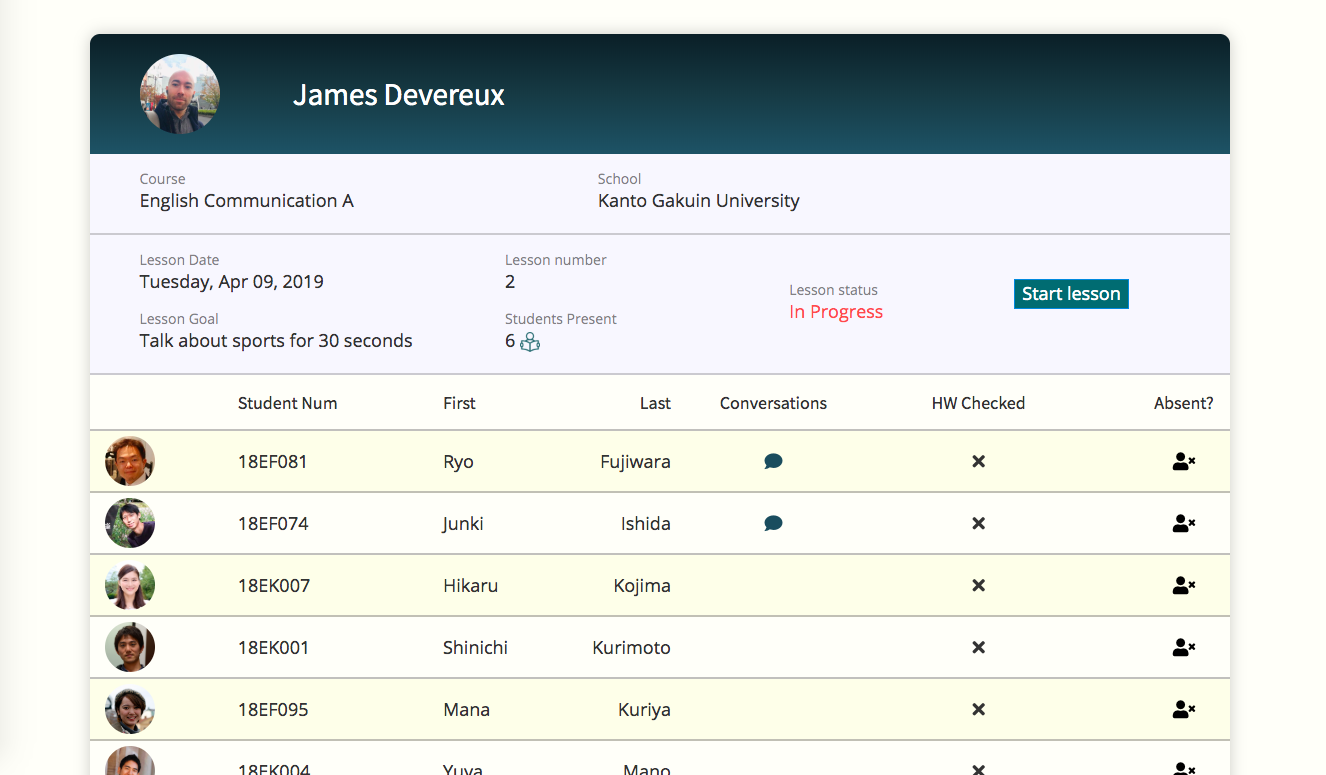 James Devereux
Course School
English Communication A Kanto Gakuin University
Lesson Date Lesson number
Tuesday, Apr 09, 2019 2
Lesson status Start lesson
In Progress
Lesson Goal Students Present
Talk about sports for 30 seconds 6
Student Num First Last Conversations HW Checked Absent?
18EF081 Ryo Fujiwara
18EF074 Junki Ishida
18EK007 Hikaru Kojima
18EK001 Shinichi Kurimoto
18EF095 Mana Kuriya
18EK004 Yuya Mano